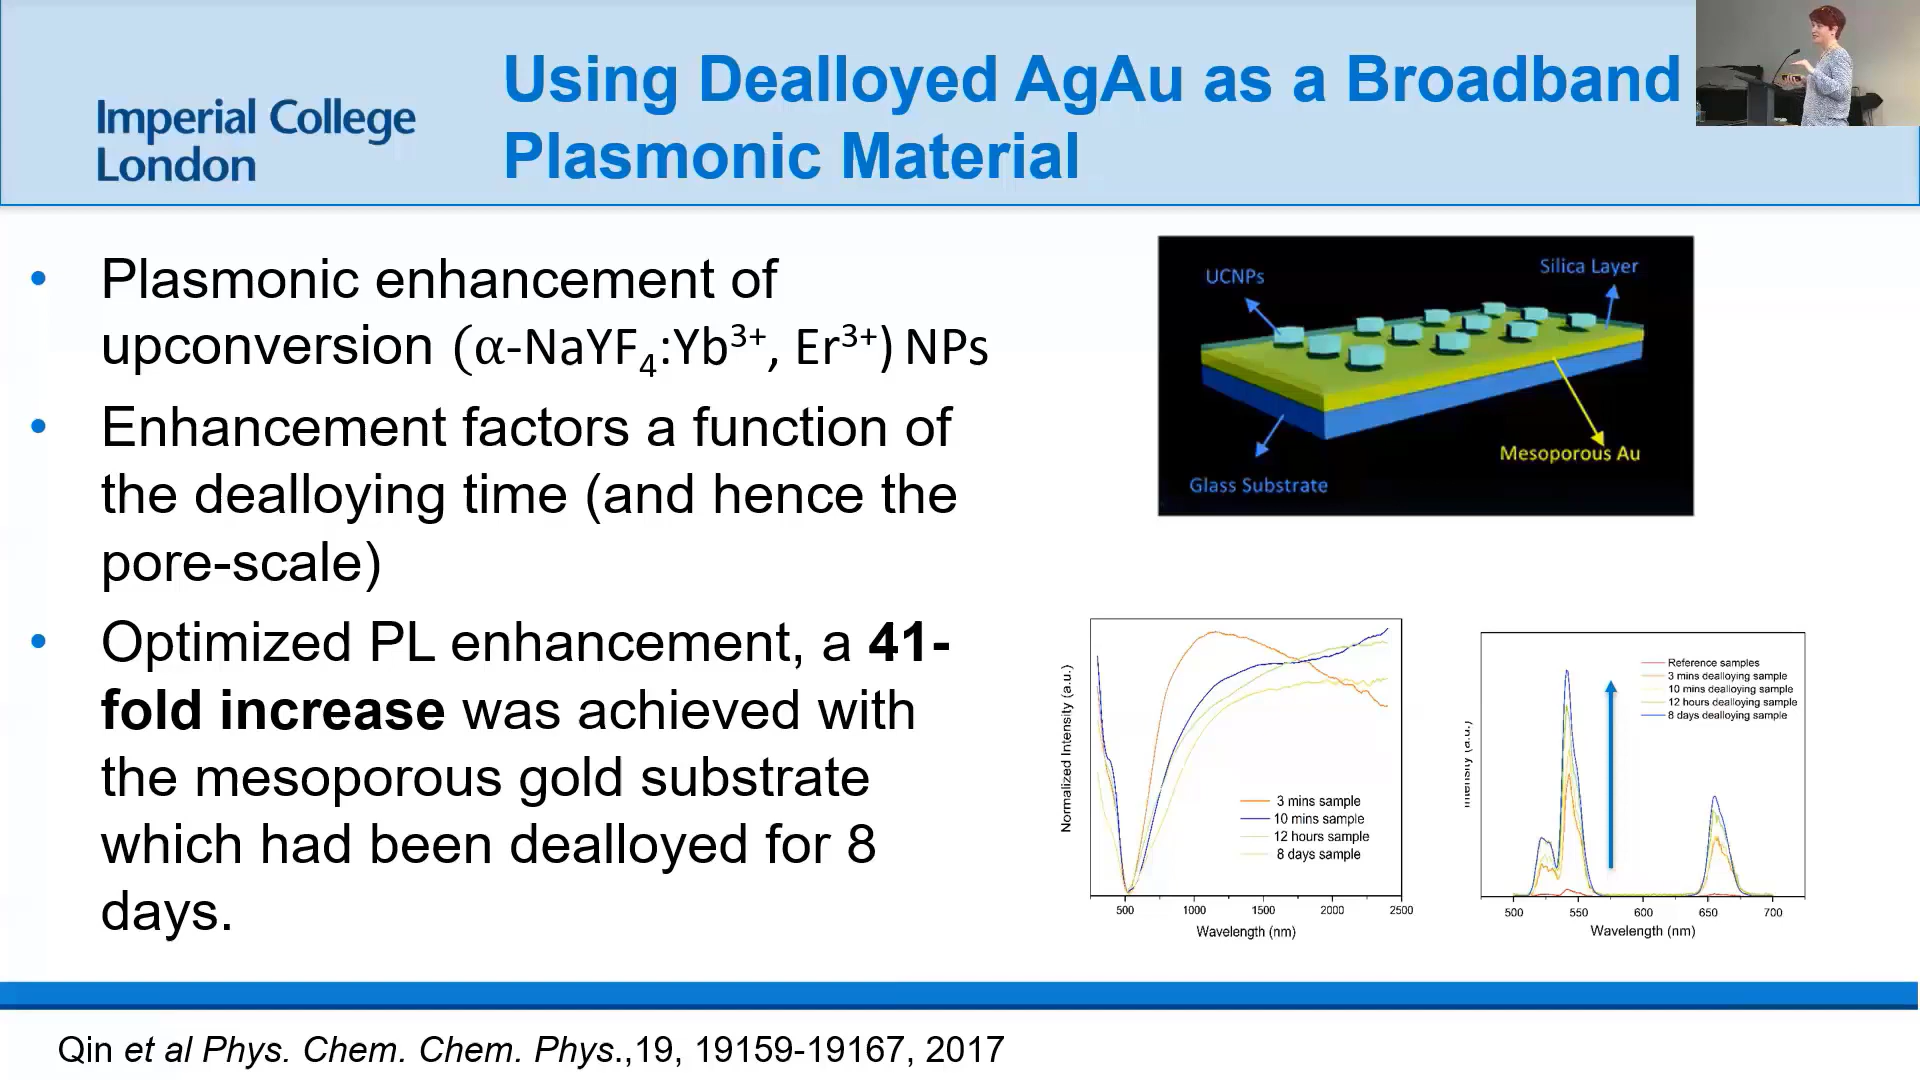 Imperial College
London
Using Dealloyed AgAu as a Broadband
Plasmonic Material
• Plasmonic enhancement of
upconversion (α-NaYF₄:Yb³⁺, Er³⁺) NPs
• Enhancement factors a function of
the dealloying time (and hence the
pore-scale)
• Optimized PL enhancement, a 41-
fold increase was achieved with
the mesoporous gold substrate
which had been dealloyed for 8
days.
UCNPs
Silica Layer
Mesoporous Au
Glass Substrate
Normalized Intensity (a.u.)
3 mins sample
10 mins sample
12 hours sample
8 days sample
500 1000 1500 2000 2500
Wavelength (nm)
Intensity (a.u.)
Reference samples
3 mins dealloying sample
10 mins dealloying sample
12 hours dealloying sample
8 days dealloying sample
500 550 600 650 700
Wavelength (nm)
Qin et al Phys. Chem. Chem. Phys.,19, 19159-19167, 2017